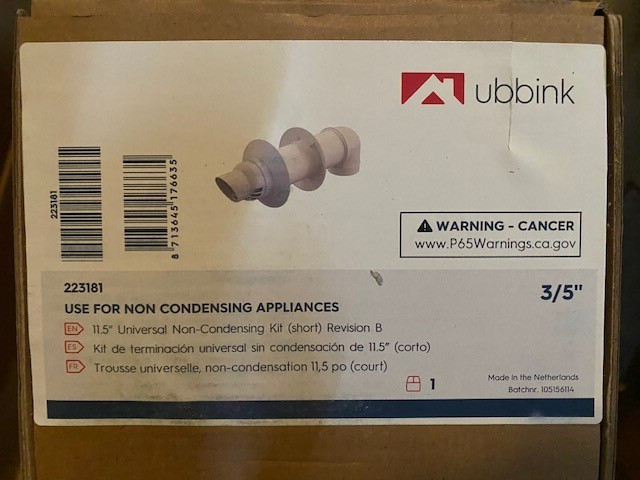 ubbink
223181
8 713645 176635
WARNING - CANCER
www.P65Warnings.ca.gov
223181
3/5"
USE FOR NON CONDENSING APPLIANCES
EN 11.5" Universal Non-Condensing Kit (short) Revision B
ES Kit de terminación universal sin condensación de 11.5" (corto)
FR Trousse universelle, non-condensation 11,5 po (court)
1
Made in the Netherlands
Batchnr. 105156114